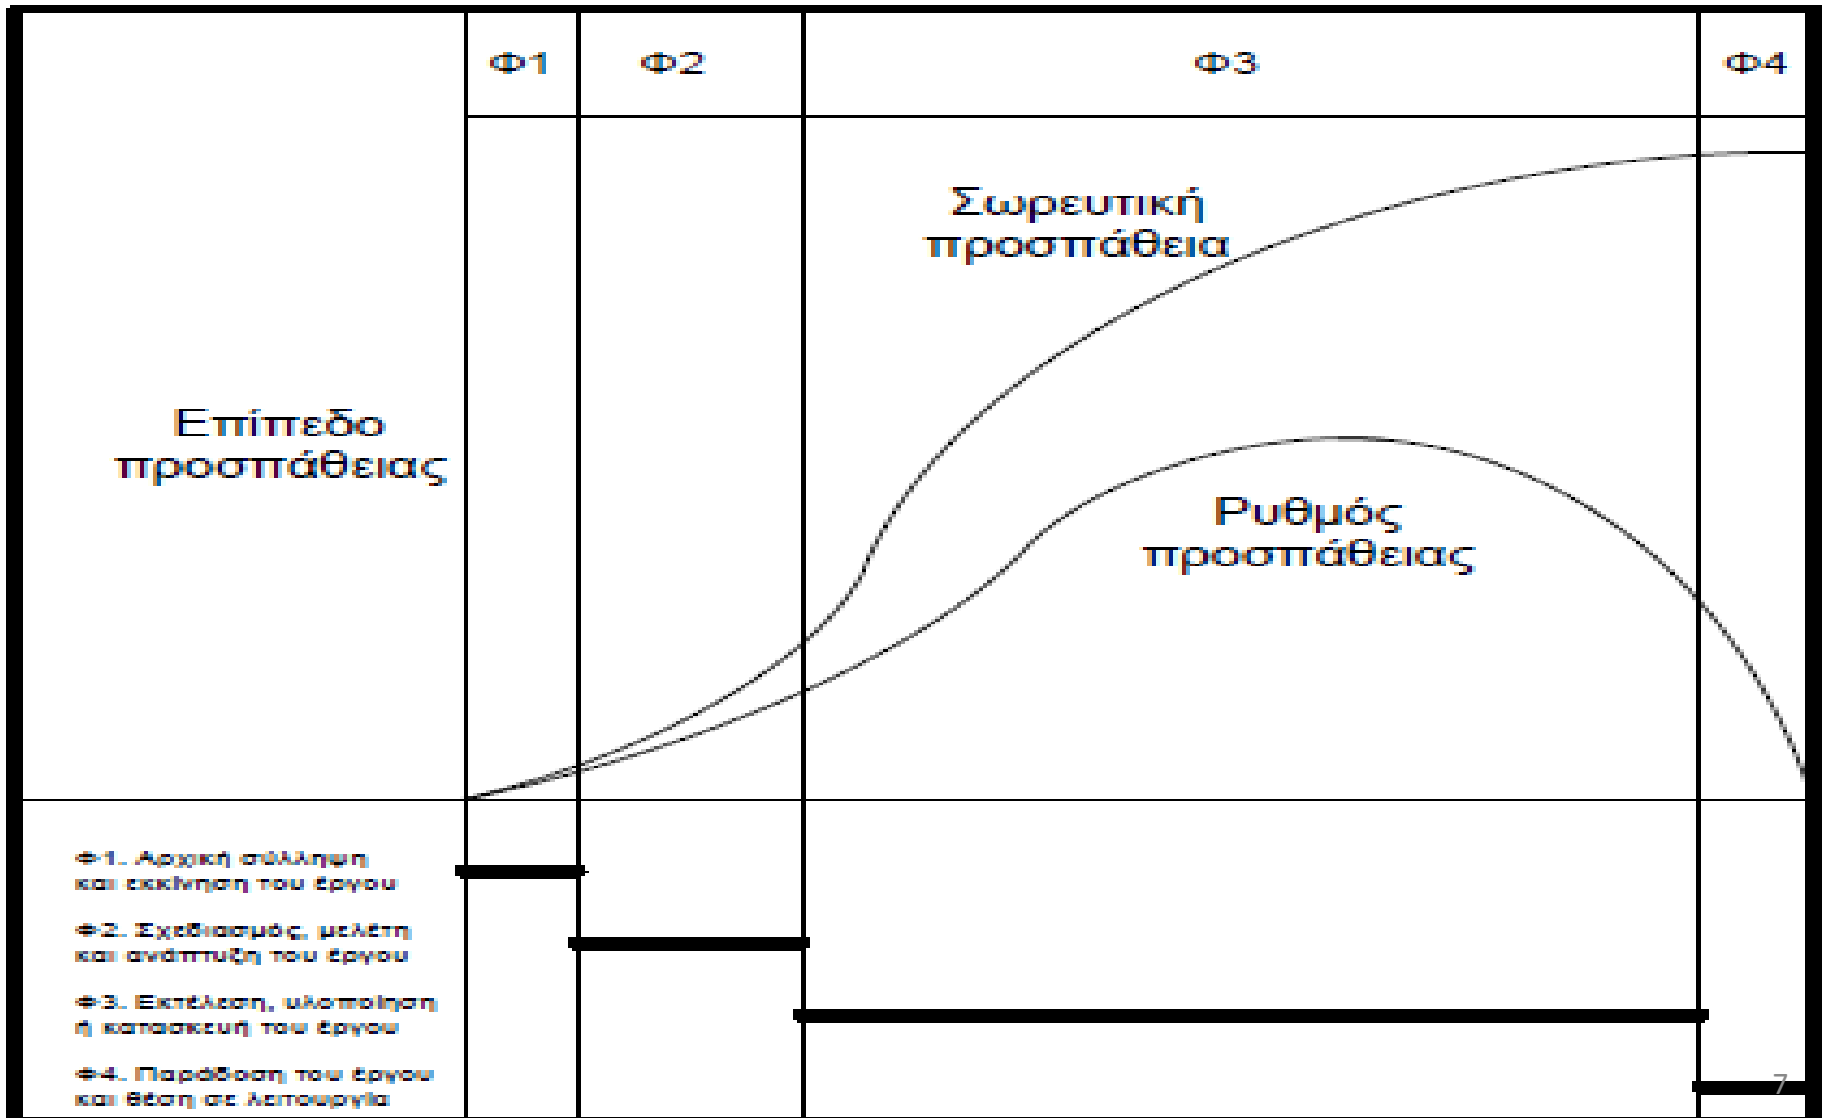 Φ1 Φ2 Φ3 Φ4
Σωρευτική
προσπάθεια
Επίπεδο
προσπάθειας
Ρυθμός
προσπάθειας
Φ1. Αρχική σύλληψη
και εκκίνηση του έργου
Φ2. Σχεδιασμός, μελέτη
και ανάπτυξη του έργου
Φ3. Εκτέλεση, υλοποίηση
ή κατασκευή του έργου
Φ4. Παράδοση του έργου
και θέση σε λειτουργία
7